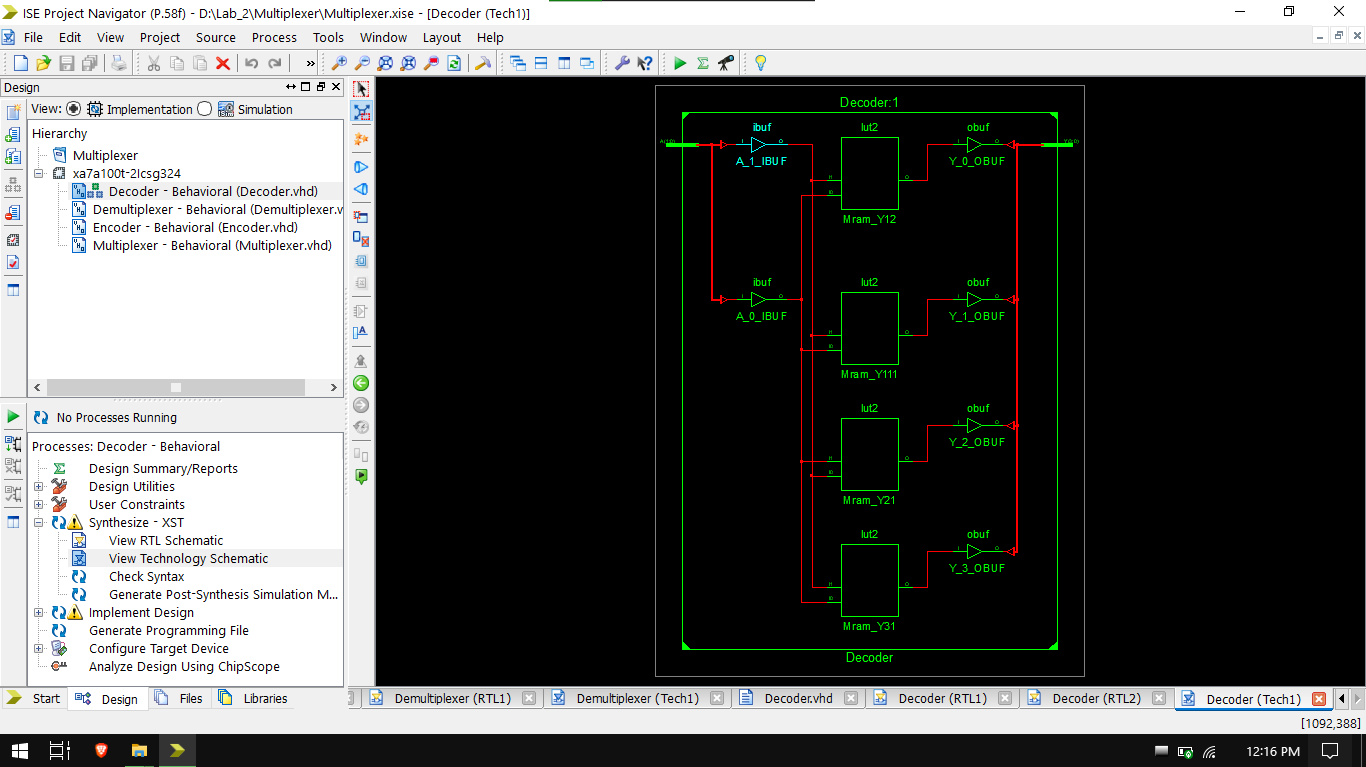 ISE Project Navigator (P.58f) - D:\Lab_2\Multiplexer\Multiplexer.xise - [Decoder (Tech1)]
File Edit View Project Source Process Tools Window Layout Help
Design
View: Implementation Simulation
Hierarchy
Multiplexer
xa7a100t-2Icsg324
Decoder - Behavioral (Decoder.vhd)
Demultiplexer - Behavioral (Demultiplexer.v
Encoder - Behavioral (Encoder.vhd)
Multiplexer - Behavioral (Multiplexer.vhd)
No Processes Running
Processes: Decoder - Behavioral
Design Summary/Reports
Design Utilities
User Constraints
Synthesize - XST
View RTL Schematic
View Technology Schematic
Check Syntax
Generate Post-Synthesis Simulation M...
Implement Design
Generate Programming File
Configure Target Device
Analyze Design Using ChipScope
Start Design Files Libraries
Decoder:1
ibuf lut2 obuf
A_1_IBUF Y_0_OBUF
Mram_Y12
ibuf lut2 obuf
A_0_IBUF Y_1_OBUF
Mram_Y111
lut2 obuf
Y_2_OBUF
Mram_Y21
lut2 obuf
Y_3_OBUF
Mram_Y31
Decoder
Demultiplexer (RTL1) Demultiplexer (Tech1) Decoder.vhd Decoder (RTL1) Decoder (RTL2) Decoder (Tech1)
[1092,388]
12:16 PM